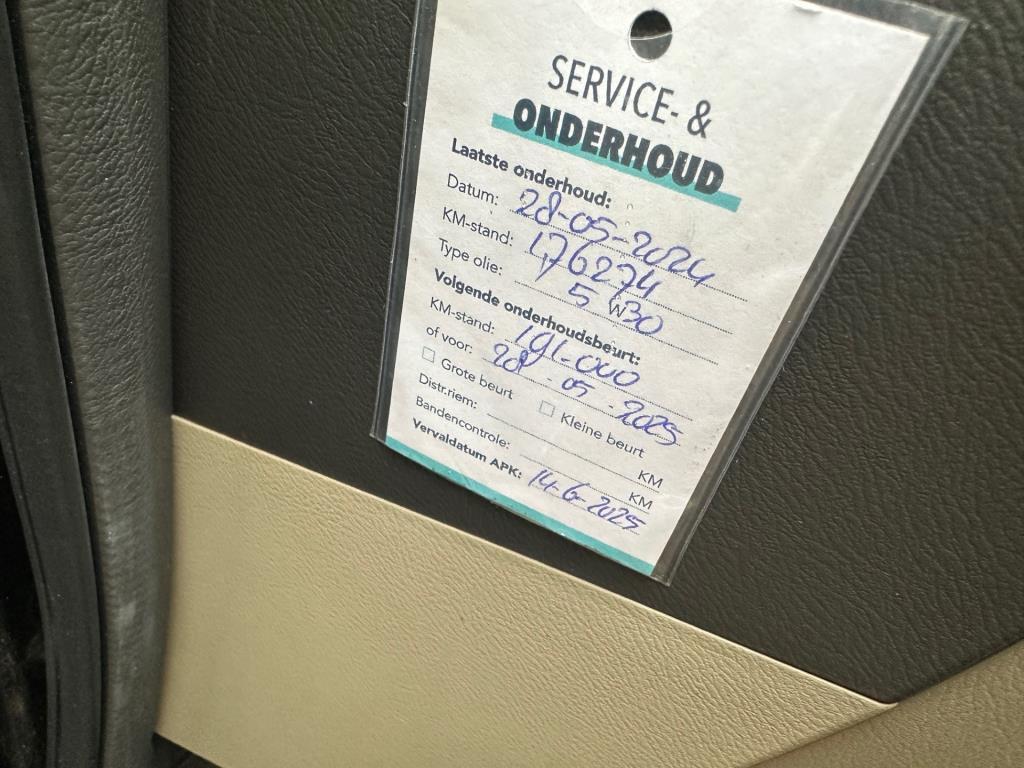 SERVICE- &
ONDERHOUD
Laatste onderhoud:
Datum: 28-05-2024
KM-stand: 176274
Type olie: 5W30
Volgende onderhoudsbeurt:
KM-stand: 191-000
of voor: 28-05-2025
Grote beurt Kleine beurt
Distr.riem: KM
Bandencontrole: KM
Vervaldatum APK: 14-6-2025